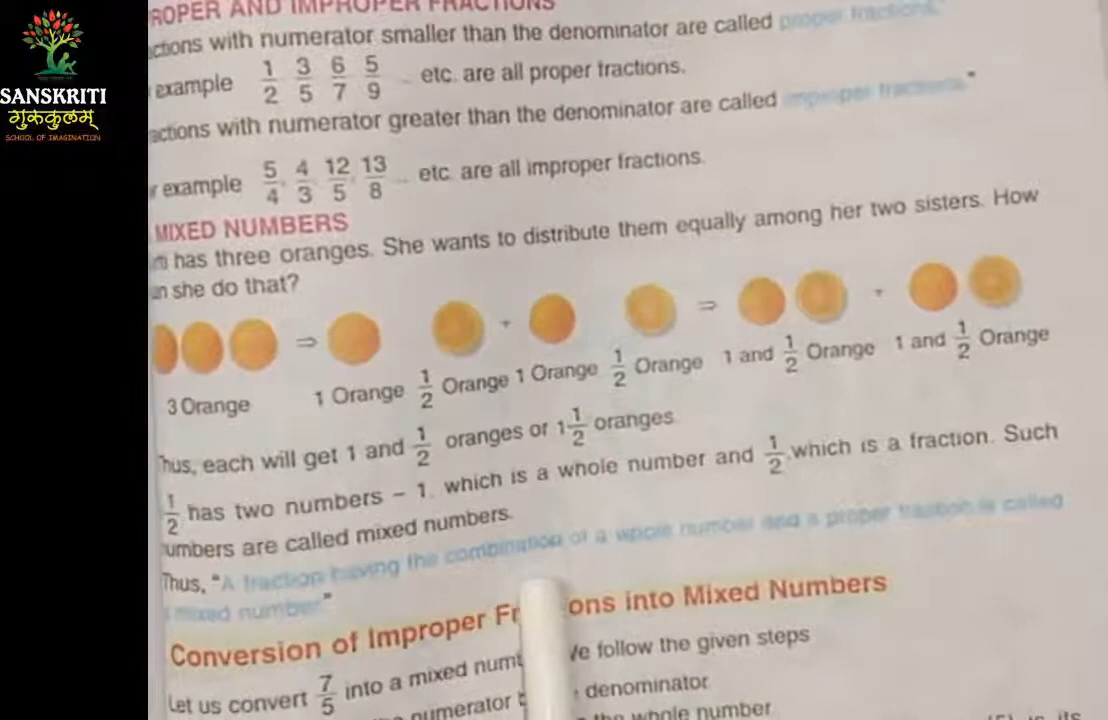 SANSKRITI
गुरुकुलम्
SCHOOL OF IMAGINATION
ROPER AND IMPROPER FRACTIONS
ctions with numerator smaller than the denominator are called proper fractions."
example 1/2 3/5 6/7 5/9 etc. are all proper fractions.
actions with numerator greater than the denominator are called improper fractions."
r example 5/4, 4/3, 12/5, 13/8 etc. are all improper fractions.
MIXED NUMBERS
has three oranges. She wants to distribute them equally among her two sisters. How
an she do that?
⇒ + ⇒ +
3 Orange 1 Orange 1/2 Orange 1 Orange 1/2 Orange 1 and 1/2 Orange 1 and 1/2 Orange
Thus, each will get 1 and 1/2 oranges or 1 1/2 oranges.
1/2 has two numbers – 1, which is a whole number and 1/2 which is a fraction. Such
umbers are called mixed numbers.
Thus, "A fraction having the combination of a whole number and a proper fraction is called
mixed number."
Conversion of Improper Fr ons into Mixed Numbers
Let us convert 7/5 into a mixed num /e follow the given steps
numerator denominator
the whole number
its